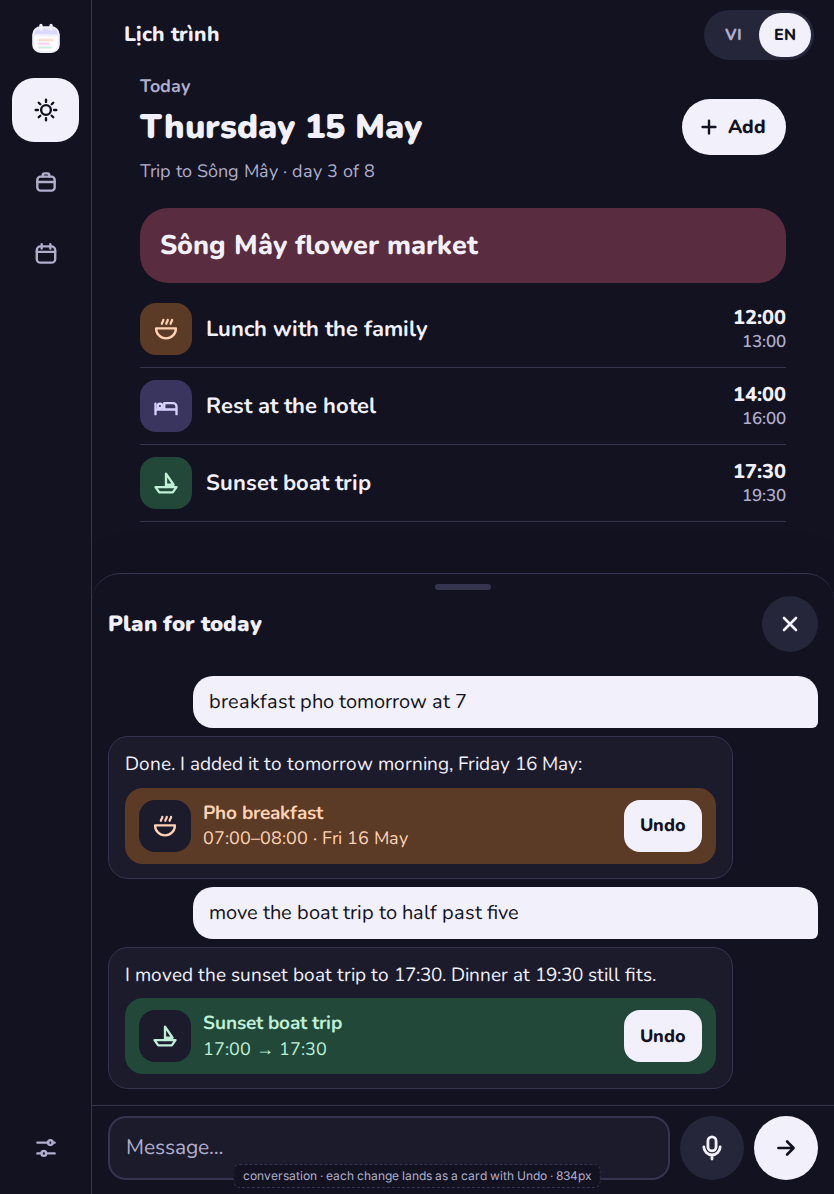 Lịch trình
VI
EN
Today
Thursday 15 May
Add
Trip to Sông Mây · day 3 of 8
Sông Mây flower market
Lunch with the family
12:00
13:00
Rest at the hotel
14:00
16:00
Sunset boat trip
17:30
19:30
Plan for today
breakfast pho tomorrow at 7
Done. I added it to tomorrow morning, Friday 16 May:
Pho breakfast
07:00–08:00 · Fri 16 May
Undo
move the boat trip to half past five
I moved the sunset boat trip to 17:30. Dinner at 19:30 still fits.
Sunset boat trip
17:00 → 17:30
Undo
Message…
conversation · each change lands as a card with Undo · 834px